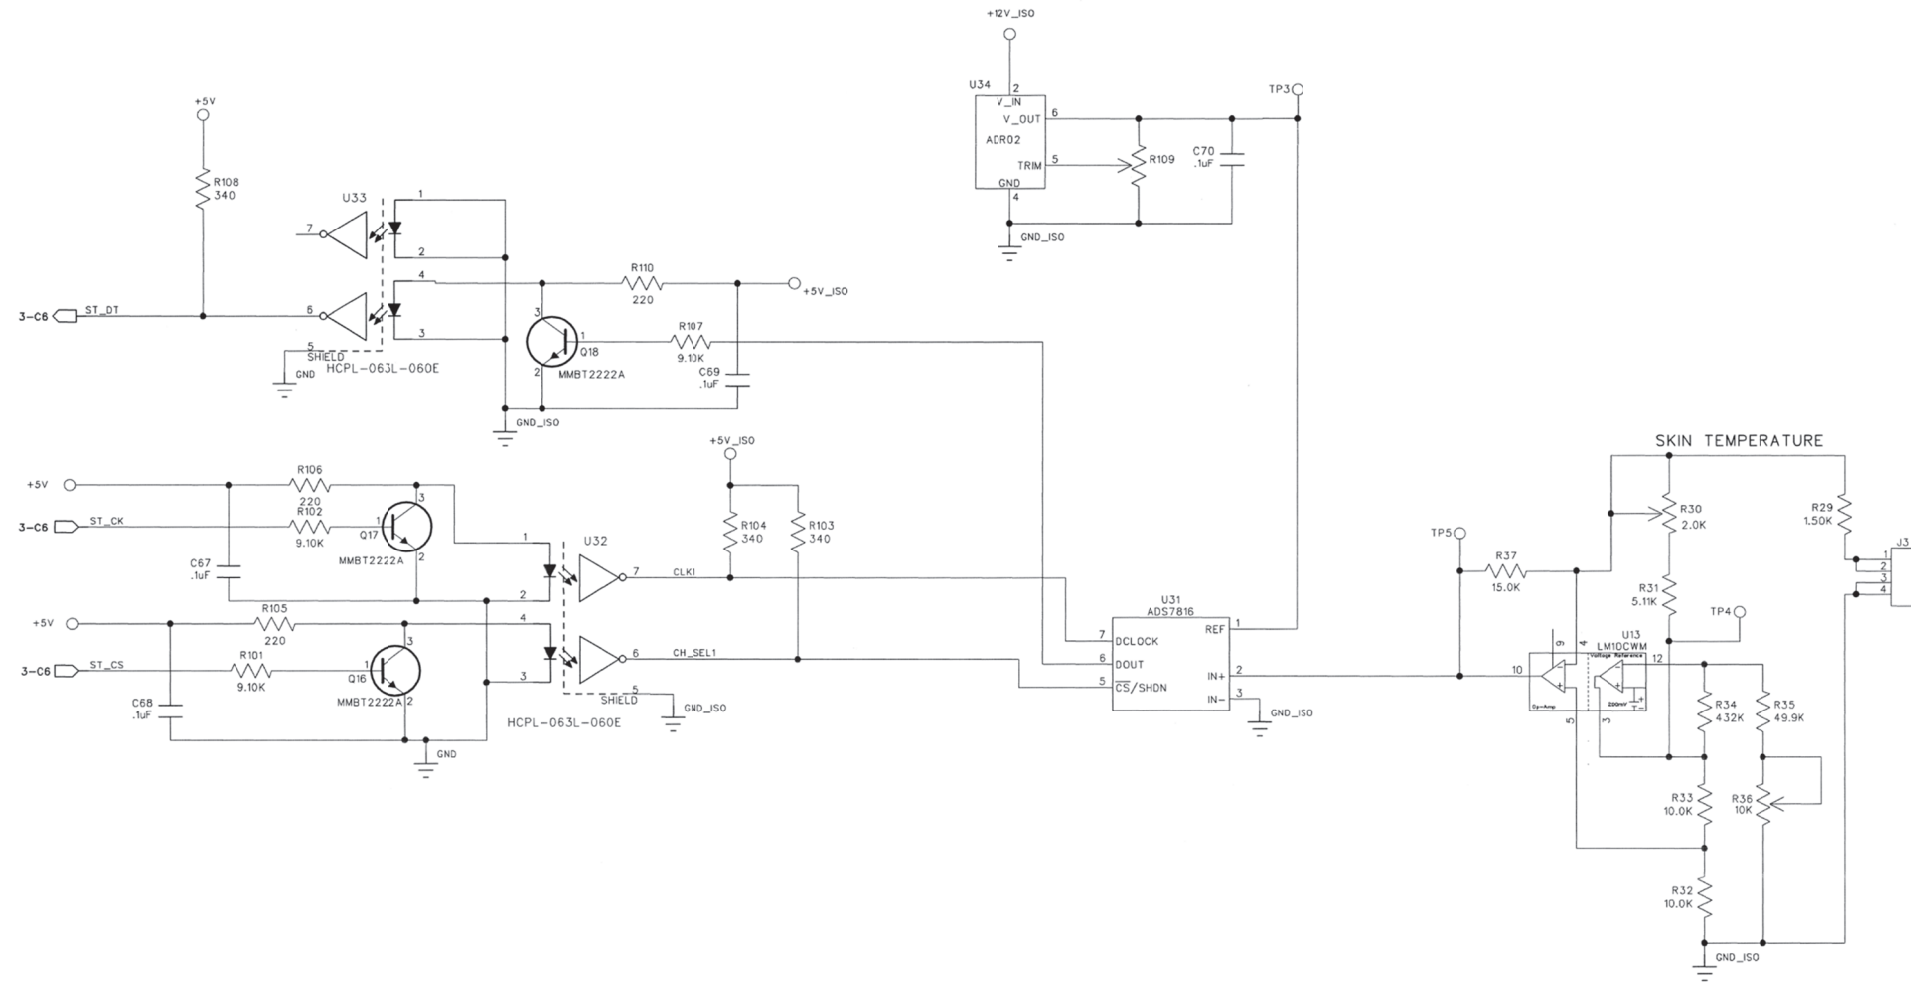 +12V_ISO
U34
2
V_IN
V_OUT
6
ADR02
TRIM
5
GND
4
GND_ISO
R109
C70
.1uF
TP3
+5V
R108
340
U33
1
7
2
4
3-C6
ST_DT
6
3
5
SHIELD
GND
HCPL-063L-060E
R110
220
+5V_ISO
3
1
Q18
2
MMBT2222A
R107
9.10K
C69
.1uF
GND_ISO
+5V_ISO
+5V
R106
220
3
3-C6
ST_CK
R102
9.10K
1
Q17
2
MMBT2222A
C67
.1uF
1
U32
7
CLK1
2
R104
340
R103
340
+5V
R105
220
4
3
3-C6
ST_CS
R101
9.10K
1
Q16
2
MMBT2222A
C68
.1uF
6
CH_SEL1
3
5
SHIELD
GND_ISO
HCPL-063L-060E
GND
U31
ADS7816
REF
1
7
DCLOCK
6
DOUT
IN+
2
5
CS/SHDN
IN-
3
GND_ISO
SKIN TEMPERATURE
R30
2.0K
R29
1.50K
J3
1
2
3
4
TP5
R37
15.0K
R31
5.11K
TP4
9
4
U13
LM10CWM
Voltage Reference
12
10
200mV
Op-Amp
5
3
R34
432K
R35
49.9K
R33
10.0K
R36
10K
R32
10.0K
GND_ISO